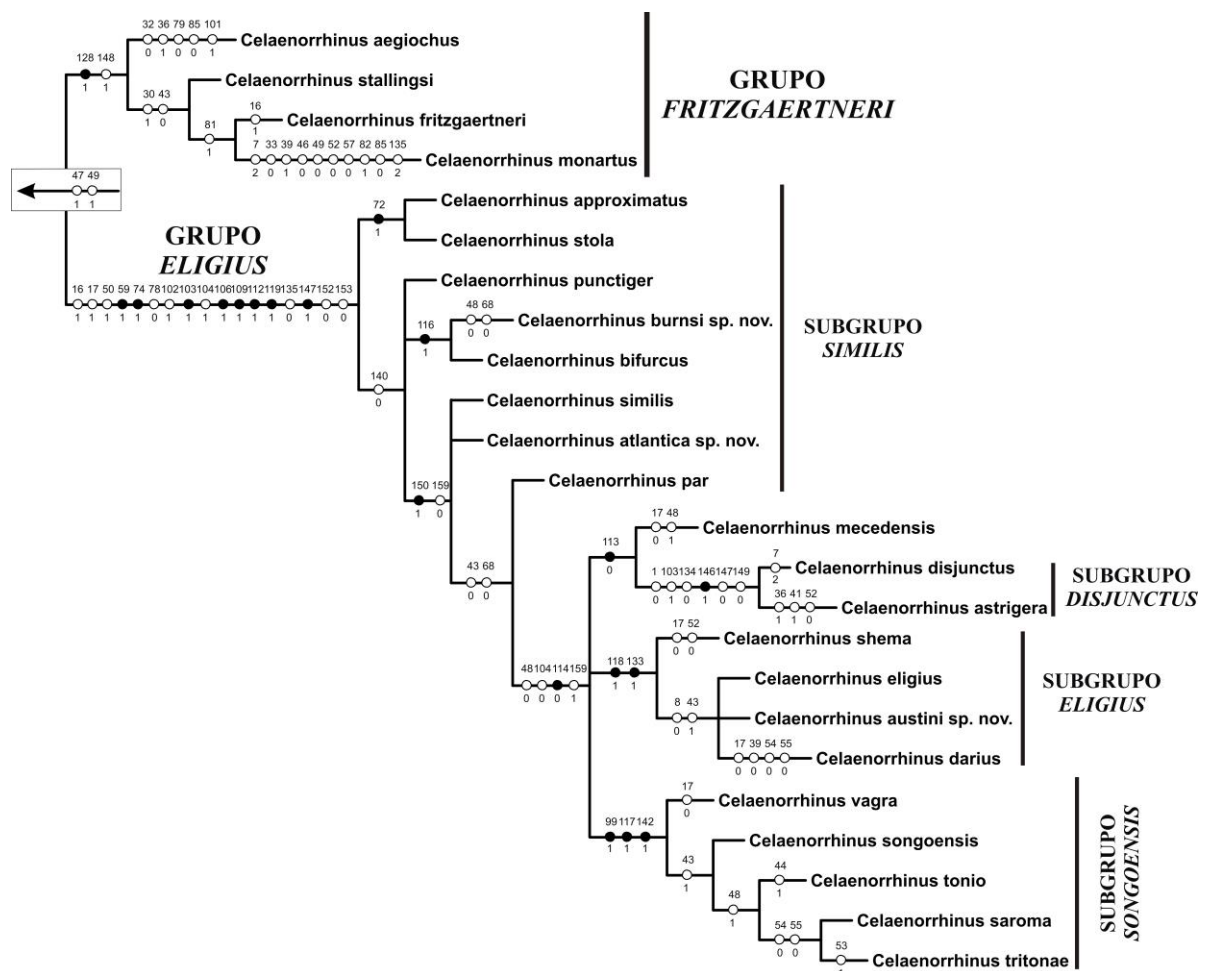 32 36 79 85 101
Celaenorrhinus aegiochus
0 1 0 0 1
128 148
1 1
Celaenorrhinus stallingsi
30 43
1 0
16
Celaenorrhinus fritzgaertneri
1
81
1
7 33 39 46 49 52 57 82 85 135
Celaenorrhinus monartus
2 0 1 0 0 0 0 1 0 2
GRUPO
FRITZGAERTNERI
47 49
1 1
Celaenorrhinus approximatus
72
1
Celaenorrhinus stola
GRUPO
ELIGIUS
16 17 50 59 74 78 102 103 104 106 109 112 119 135 147 152 153
1 1 1 1 1 0 1 1 1 1 1 1 1 0 1 0 0
Celaenorrhinus punctiger
48 68
Celaenorrhinus burnsi sp. nov.
0 0
116
1
Celaenorrhinus bifurcus
140
0
Celaenorrhinus similis
Celaenorrhinus atlantica sp. nov.
150 159
1 0
Celaenorrhinus par
SUBGRUPO
SIMILIS
43 68
0 0
17 48
Celaenorrhinus mecedensis
0 1
113
0
7
Celaenorrhinus disjunctus
2
1 103 134 146 147 149
0 1 0 1 0 0
36 41 52
Celaenorrhinus astrigera
1 1 0
SUBGRUPO
DISJUNCTUS
48 104 114 159
0 0 0 1
17 52
Celaenorrhinus shema
0 0
118 133
1 1
Celaenorrhinus eligius
8 43
0 1
Celaenorrhinus austini sp. nov.
17 39 54 55
Celaenorrhinus darius
0 0 0 0
SUBGRUPO
ELIGIUS
17
Celaenorrhinus vagra
0
99 117 142
1 1 1
Celaenorrhinus songoensis
43
1
44
Celaenorrhinus tonio
1
48
1
Celaenorrhinus saroma
54 55
0 0
53
Celaenorrhinus tritonae
SUBGRUPO
SONGOENSIS